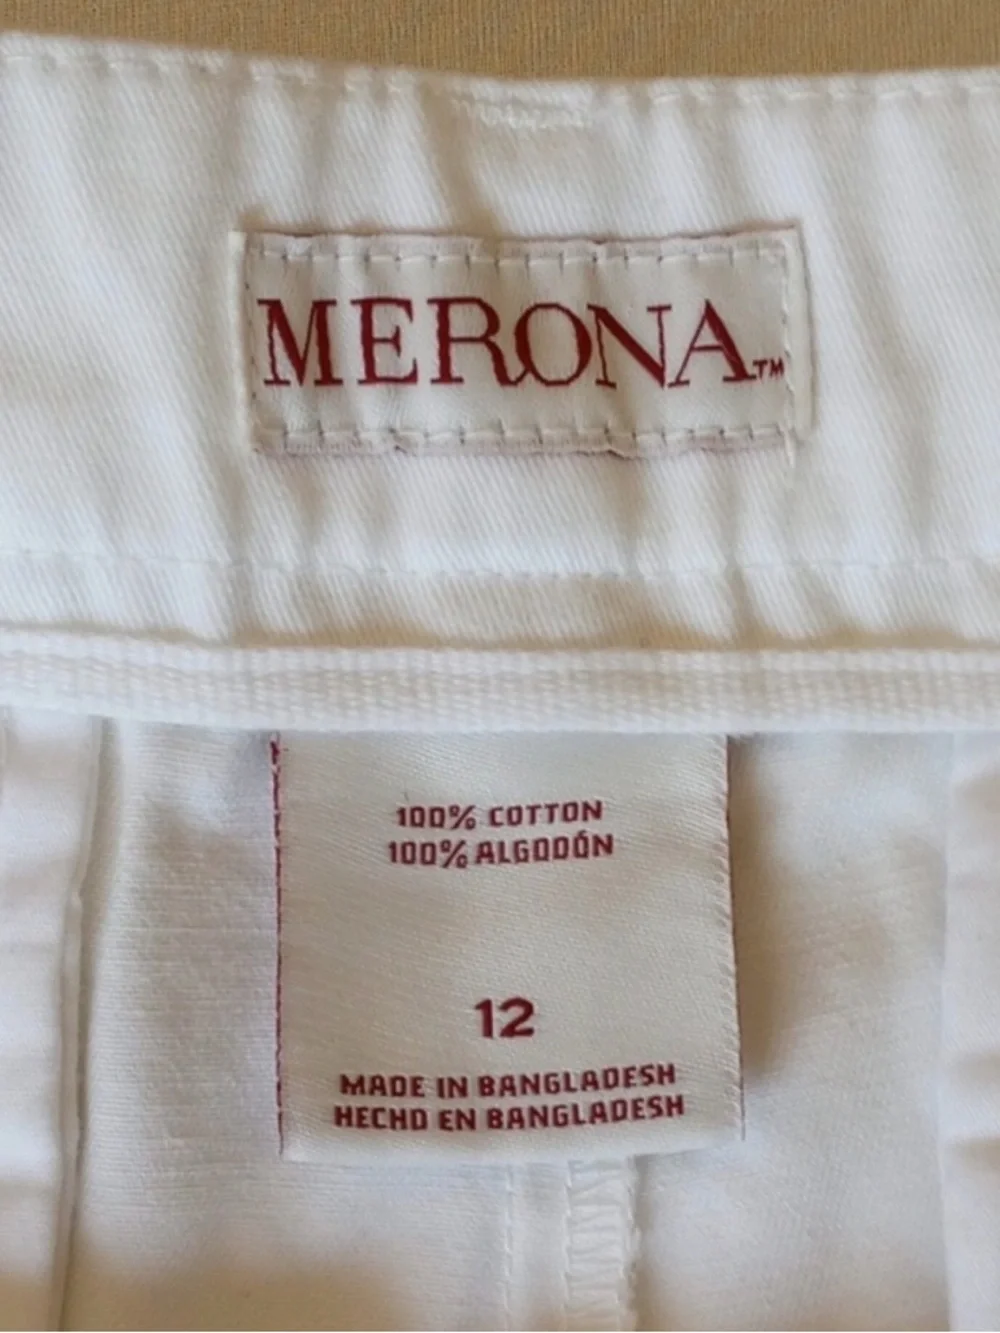 MERONA™
100% COTTON
100% ALGODÓN
12
MADE IN BANGLADESH
HECHO EN BANGLADESH